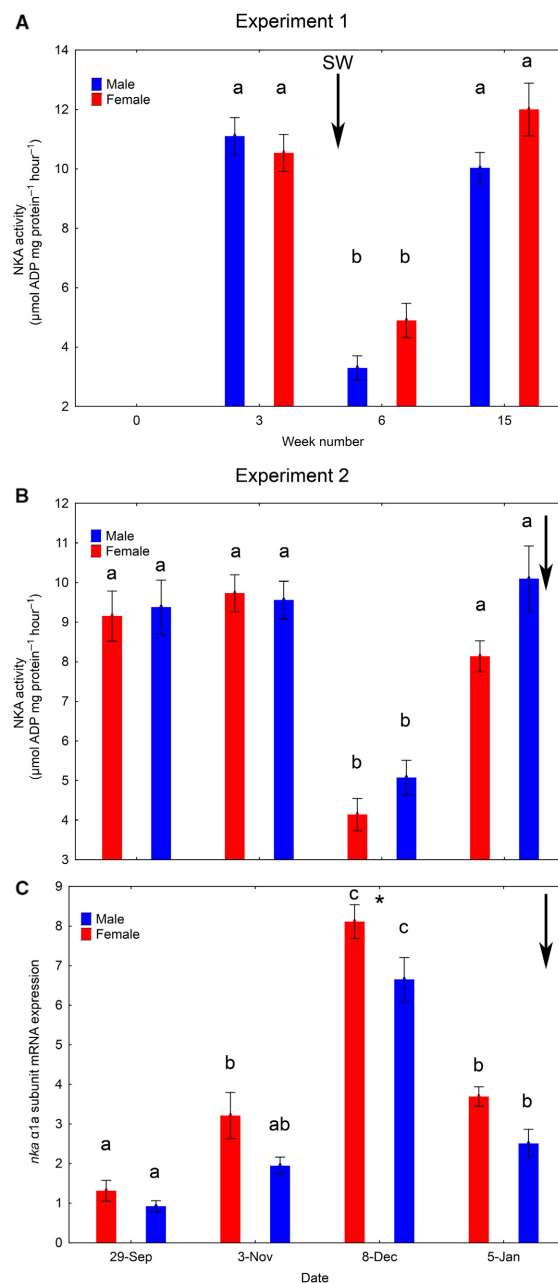 A
Experiment 1
14
12
10
8
6
4
2
NKA activity
(µmol ADP mg protein⁻¹ hour⁻¹)
Male
Female
SW
a
a
b
b
a
a
0
3
6
15
Week number
Experiment 2
B
12
11
10
9
8
7
6
5
4
3
NKA activity
(µmol ADP mg protein⁻¹ hour⁻¹)
Male
Female
a
a
a
a
b
b
a
a
C
9
8
7
6
5
4
3
2
1
0
nka α1a subunit mRNA expression
Male
Female
a
a
b
ab
c
*
c
b
b
29-Sep
3-Nov
8-Dec
5-Jan
Date